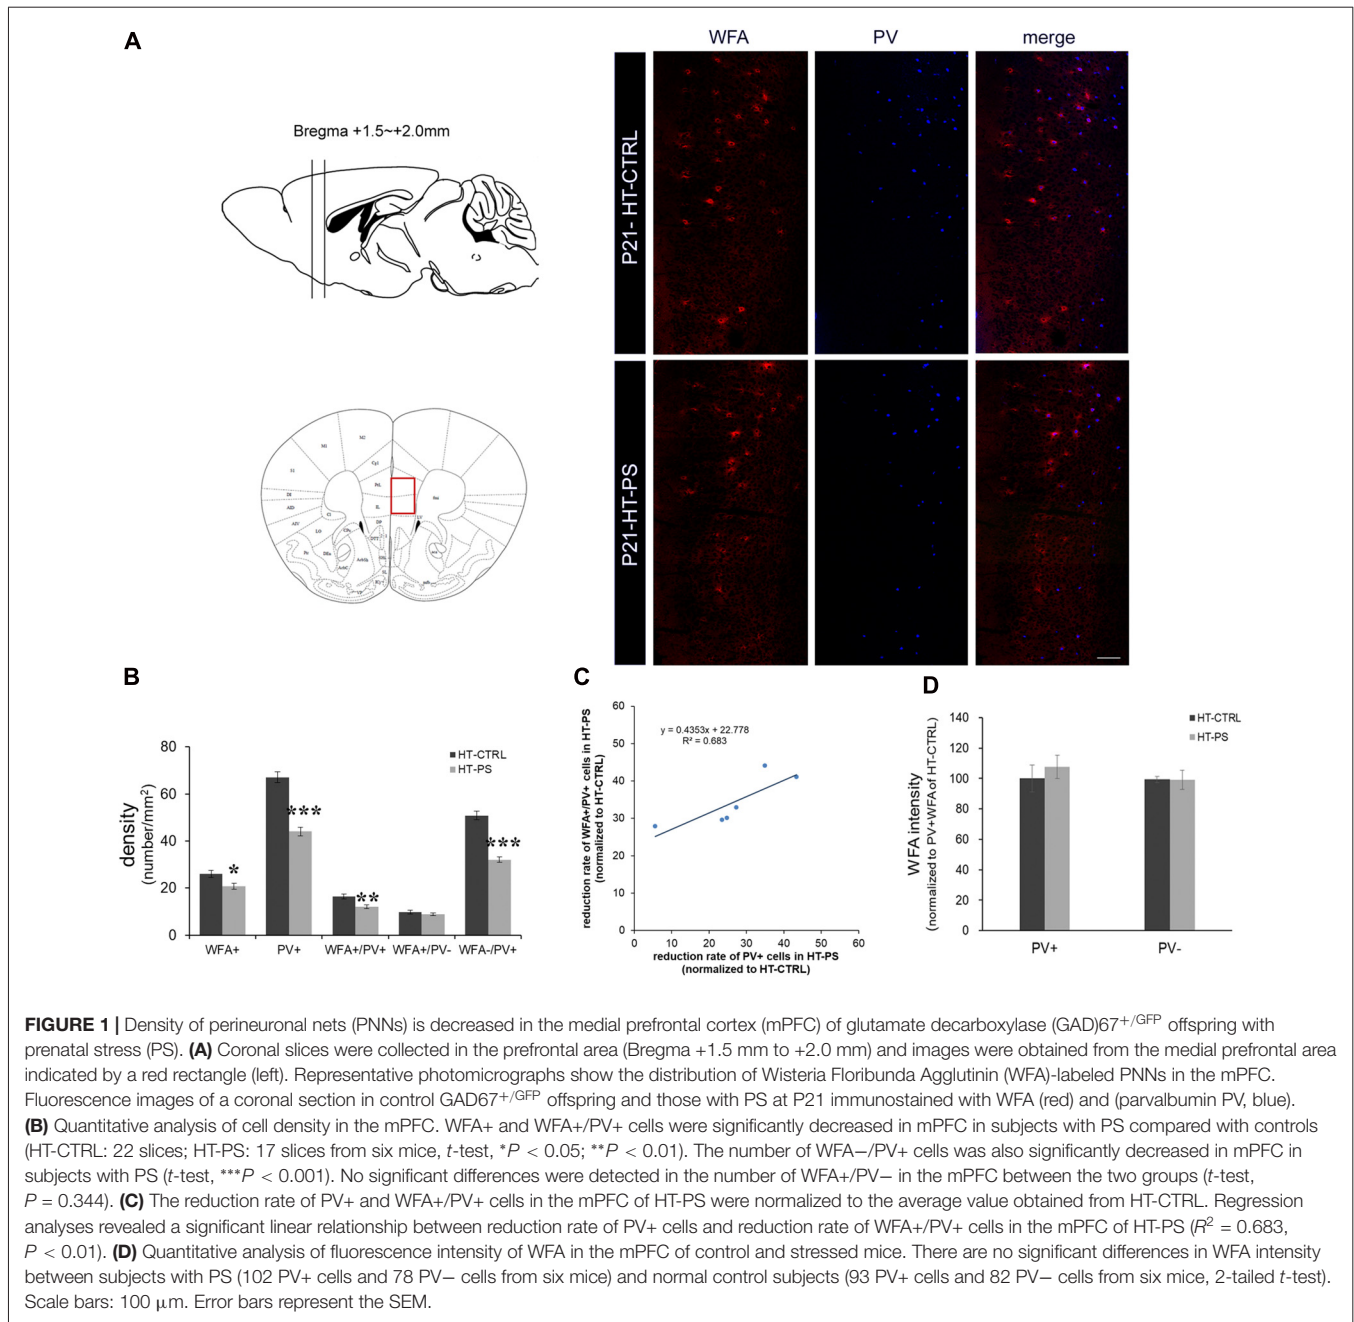 A
WFA PV merge
Bregma +1.5~+2.0mm
P21- HT-CTRL
P21-HT-PS
M2
M1
Cg1
PrL
IL
DP
B
80
60
40
20
0
density
(number/mm²)
HT-CTRL
HT-PS
*
***
**
***
WFA+ PV+ WFA+/PV+ WFA+/PV- WFA-/PV+
C
60
50
40
30
20
10
0
reduction rate of WFA+/PV+ cells in HT-PS
(normalized to HT-CTRL)
y = 0.4353x + 22.778
R² = 0.683
0 10 20 30 40 50 60
reduction rate of PV+ cells in HT-PS
(normalized to HT-CTRL)
D
140
120
100
80
60
40
20
0
WFA intensity
(normalized to PV+WFA of HT-CTRL)
HT-CTRL
HT-PS
PV+ PV-
FIGURE 1 | Density of perineuronal nets (PNNs) is decreased in the medial prefrontal cortex (mPFC) of glutamate decarboxylase (GAD)67+/GFP offspring with
prenatal stress (PS). (A) Coronal slices were collected in the prefrontal area (Bregma +1.5 mm to +2.0 mm) and images were obtained from the medial prefrontal area
indicated by a red rectangle (left). Representative photomicrographs show the distribution of Wisteria Floribunda Agglutinin (WFA)-labeled PNNs in the mPFC.
Fluorescence images of a coronal section in control GAD67+/GFP offspring and those with PS at P21 immunostained with WFA (red) and (parvalbumin PV, blue).
(B) Quantitative analysis of cell density in the mPFC. WFA+ and WFA+/PV+ cells were significantly decreased in mPFC in subjects with PS compared with controls
(HT-CTRL: 22 slices; HT-PS: 17 slices from six mice, t-test, *P < 0.05; **P < 0.01). The number of WFA−/PV+ cells was also significantly decreased in mPFC in
subjects with PS (t-test, ***P < 0.001). No significant differences were detected in the number of WFA+/PV− in the mPFC between the two groups (t-test,
P = 0.344). (C) The reduction rate of PV+ and WFA+/PV+ cells in the mPFC of HT-PS were normalized to the average value obtained from HT-CTRL. Regression
analyses revealed a significant linear relationship between reduction rate of PV+ cells and reduction rate of WFA+/PV+ cells in the mPFC of HT-PS (R² = 0.683,
P < 0.01). (D) Quantitative analysis of fluorescence intensity of WFA in the mPFC of control and stressed mice. There are no significant differences in WFA intensity
between subjects with PS (102 PV+ cells and 78 PV− cells from six mice) and normal control subjects (93 PV+ cells and 82 PV− cells from six mice, 2-tailed t-test).
Scale bars: 100 μm. Error bars represent the SEM.